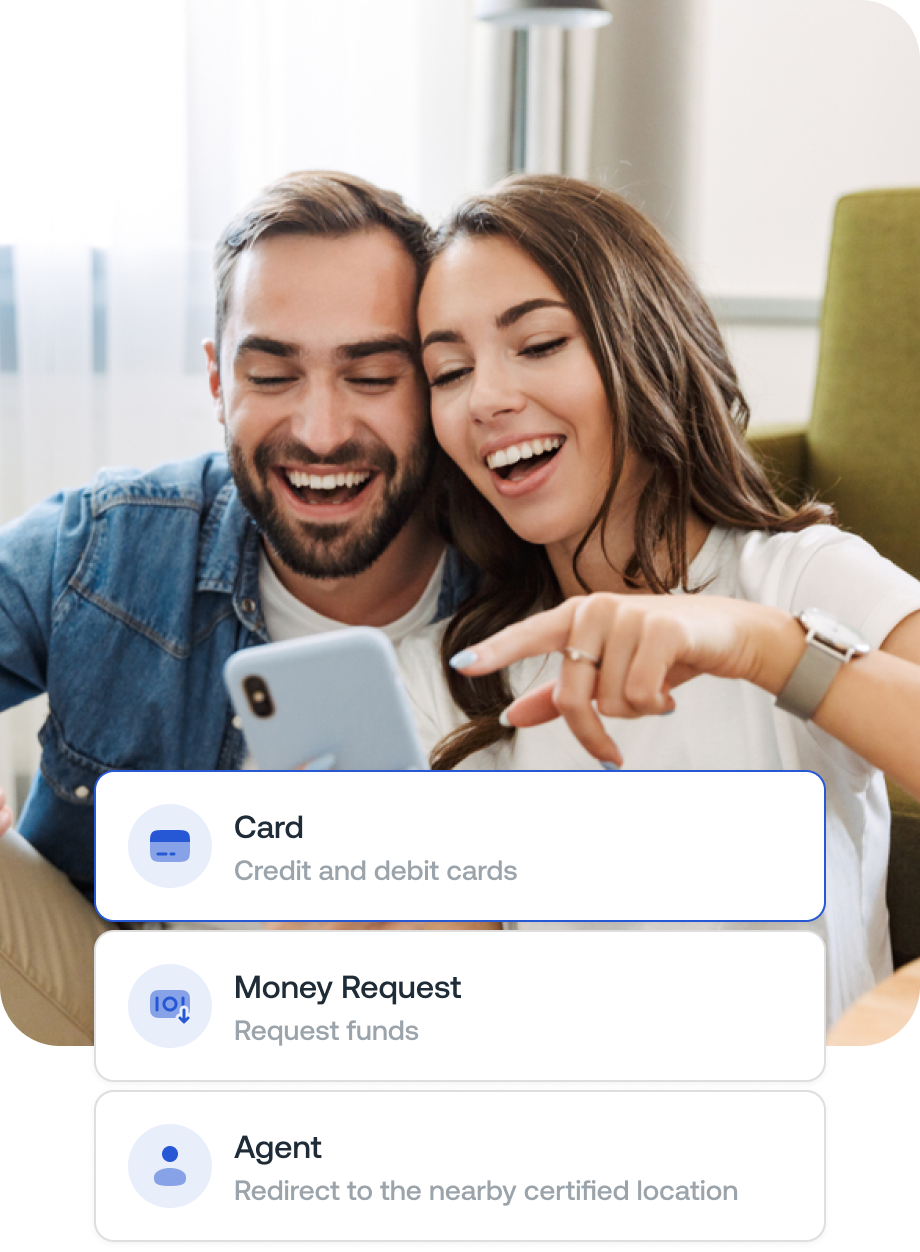 Card
Credit and debit cards
Money Request
Request funds
Agent
Redirect to the nearby certified location